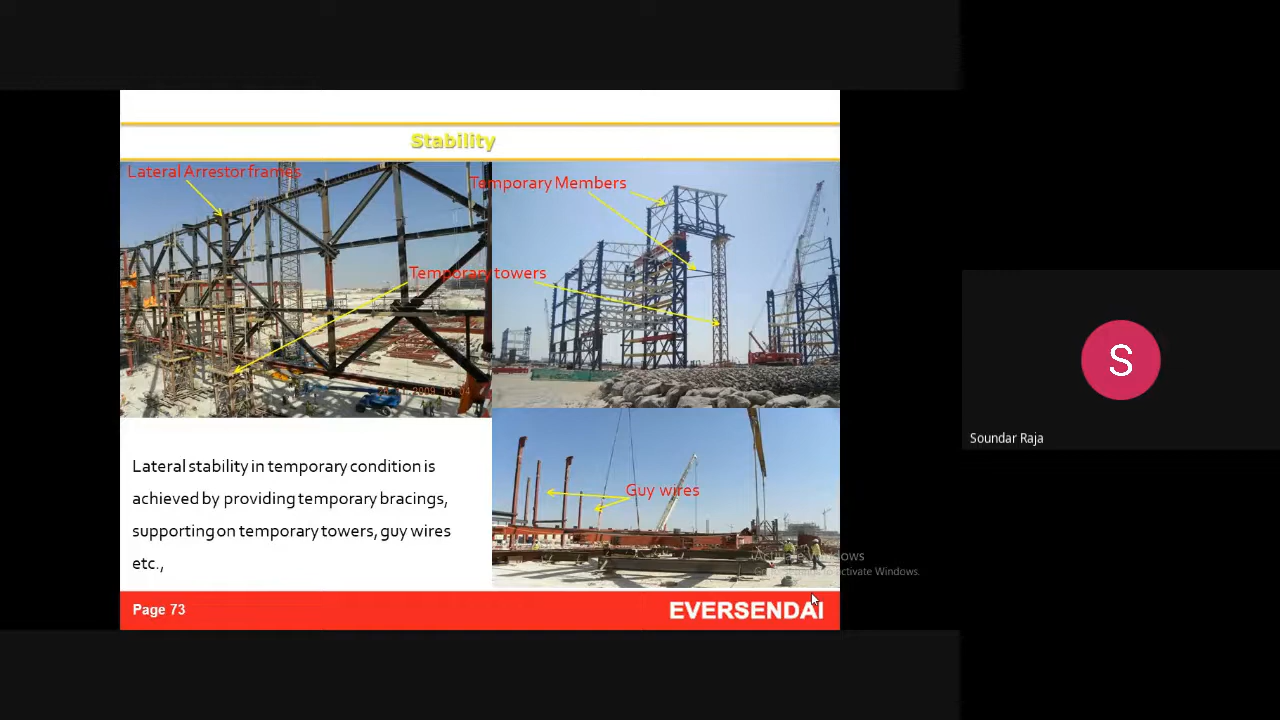 Stability
Lateral Arrestor frames
Temporary Members
Temporary towers
Guy wires
Lateral stability in temporary condition is
achieved by providing temporary bracings,
supporting on temporary towers, guy wires
etc.,
Page 73
EVERSENDAI
S
Soundar Raja